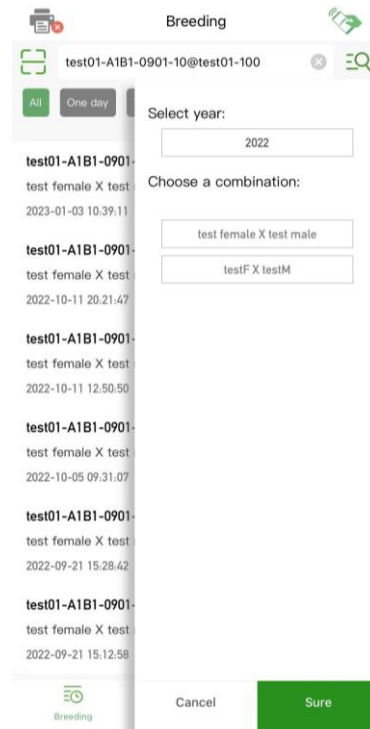 Breeding
test01-A1B1-0901-10@test01-100
All
One day
Select year:
2022
Choose a combination:
test female X test male
testF X testM
test01-A1B1-0901-
test female X test
2023-01-03 10:39:11
test01-A1B1-0901-
test female X test
2022-10-11 20:21:47
test01-A1B1-0901-
test female X test
2022-10-11 12:50:50
test01-A1B1-0901-
test female X test
2022-10-05 09:31:07
test01-A1B1-0901-
test female X test
2022-09-21 15:28:42
test01-A1B1-0901-
test female X test
2022-09-21 15:12:58
Breeding
Cancel
Sure